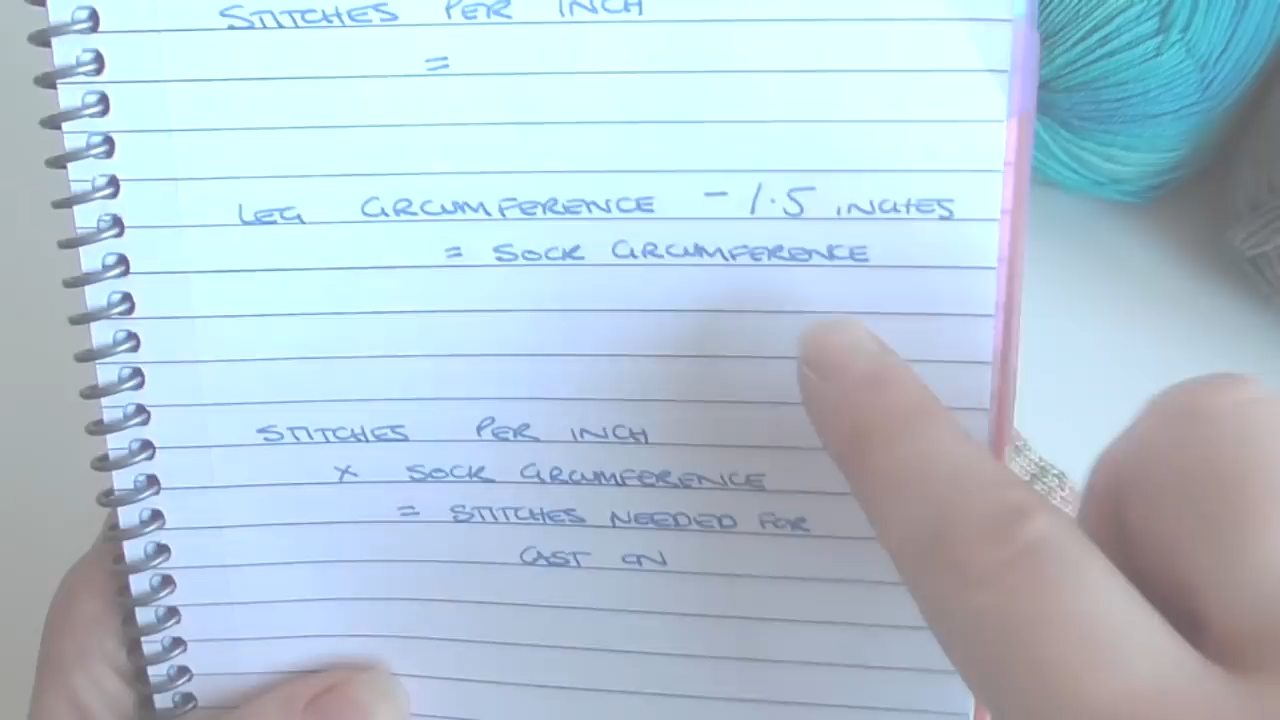 STITCHES PER INCH
=
LEG CIRCUMFERENCE - 1.5 INCHES
= SOCK CIRCUMFERENCE
STITCHES PER INCH
x SOCK CIRCUMFERENCE
= STITCHES NEEDED FOR
CAST ON